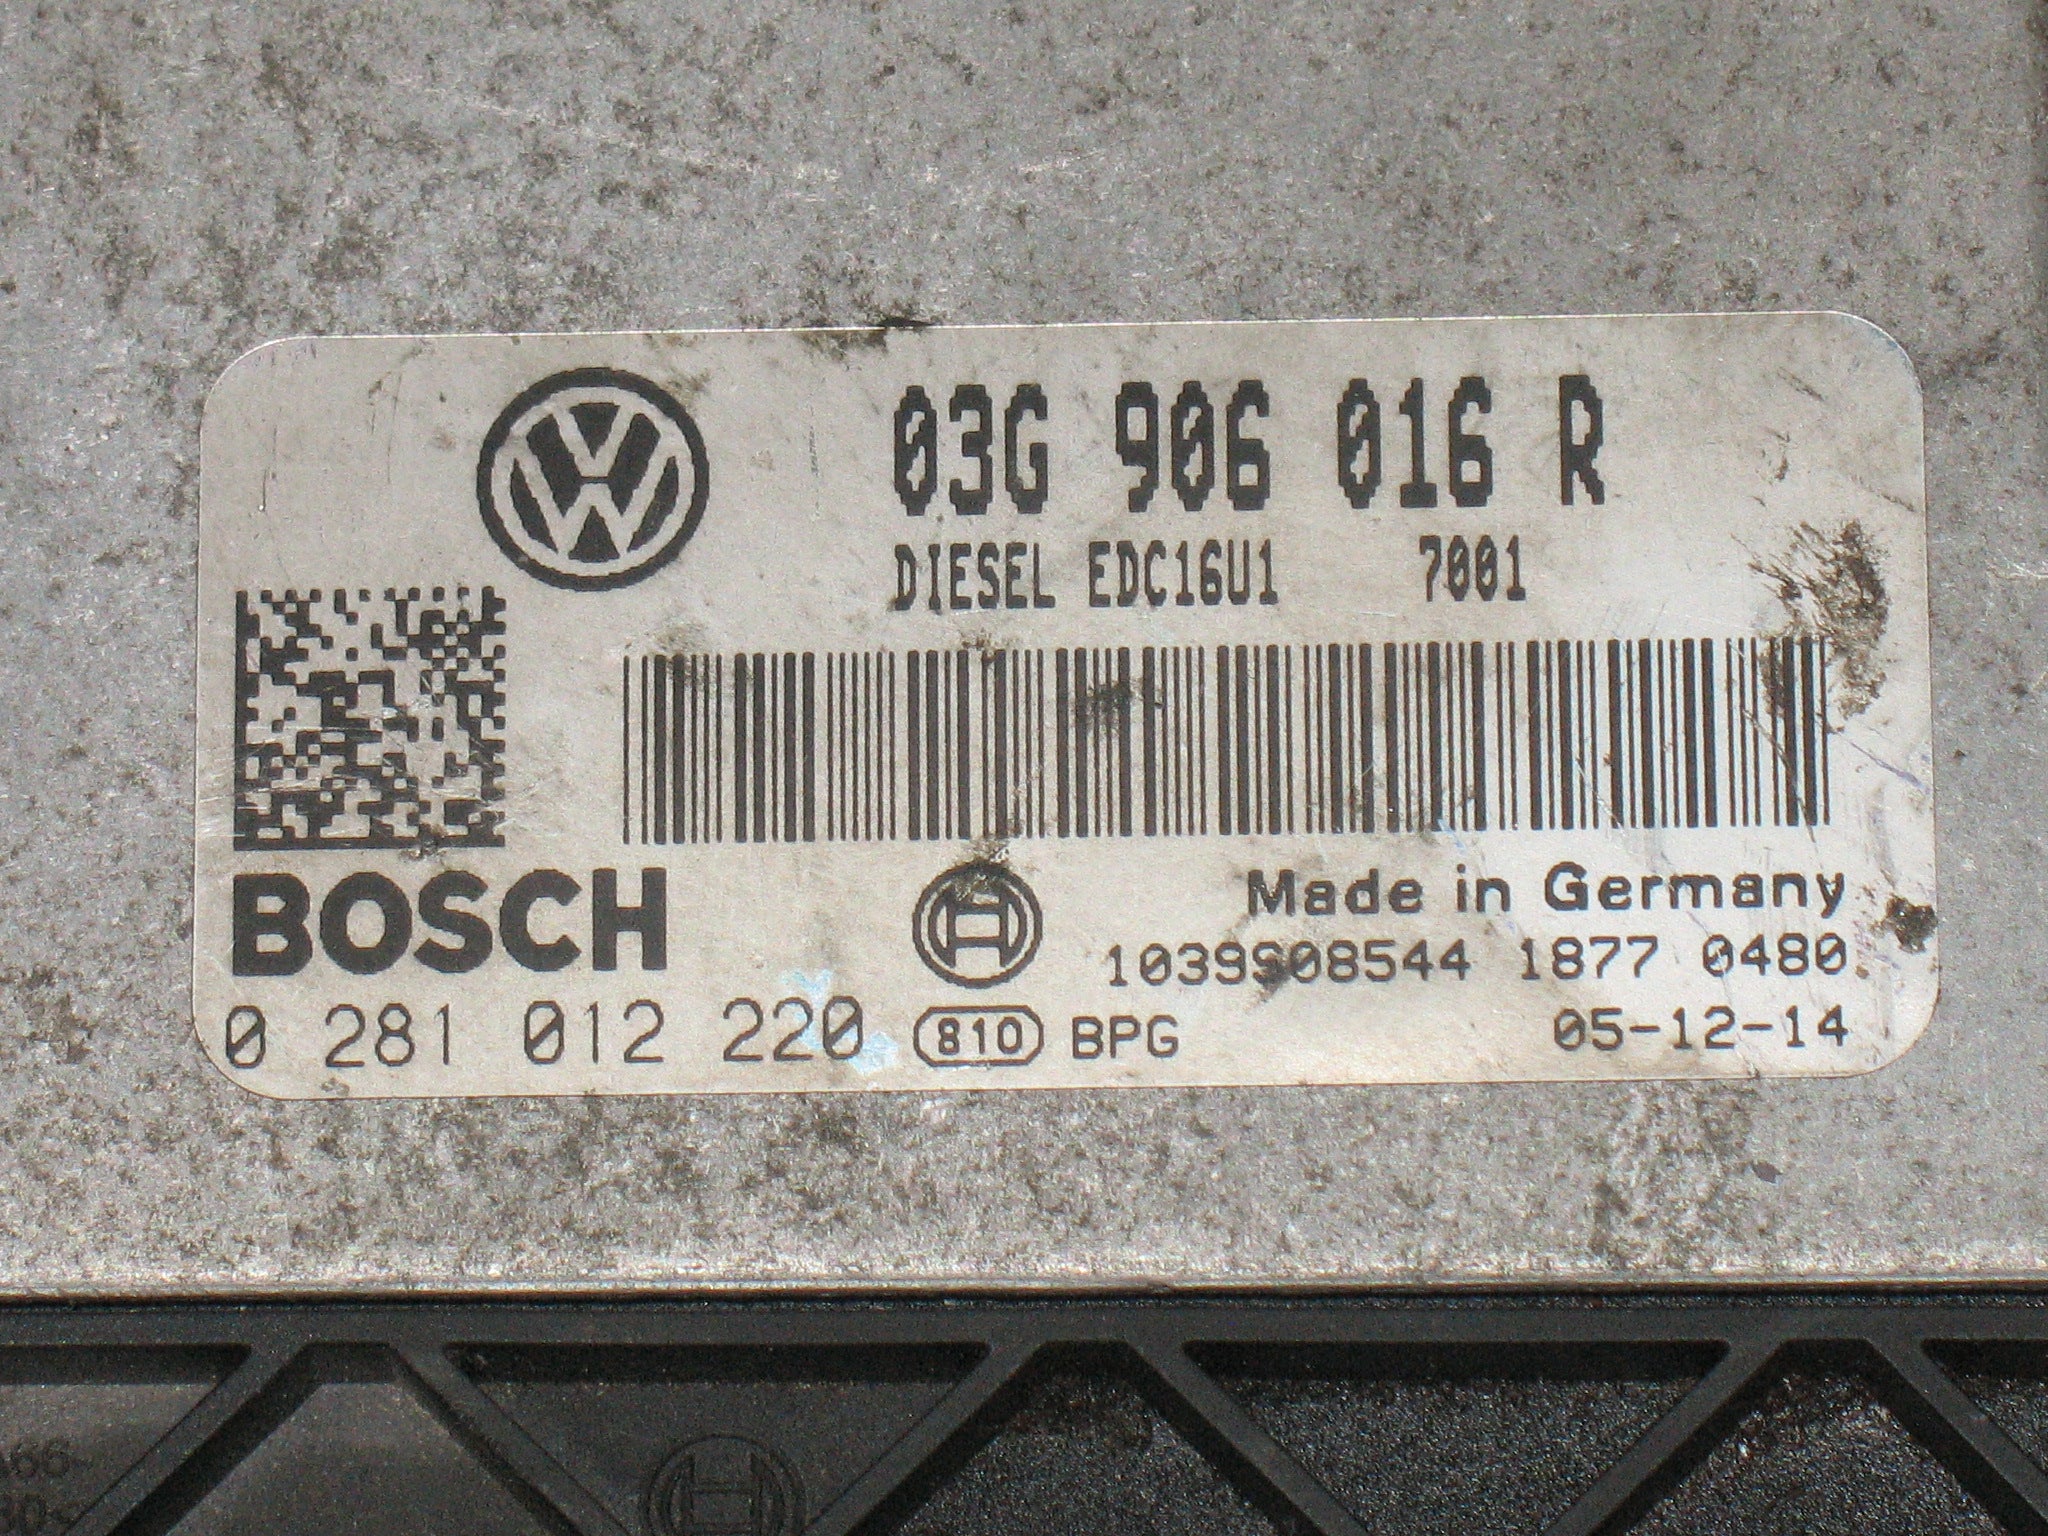 03G 906 016 R
DIESEL EDC16U1 7001
BOSCH
Made in Germany
1039S08544 1877 0480
0 281 012 220 810 BPG 05-12-14